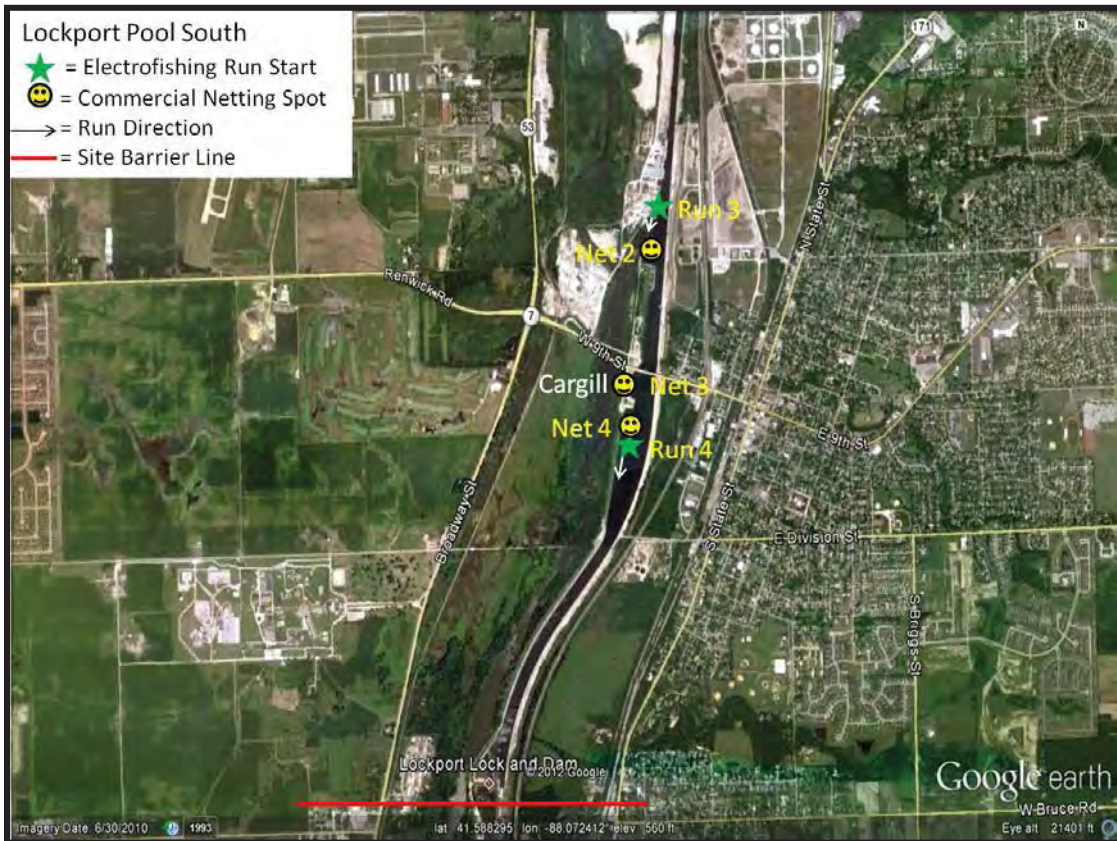 Lockport Pool South
= Electrofishing Run Start
= Commercial Netting Spot
= Run Direction
= Site Barrier Line
171
N
53
N State St
Run 3
Net 2
Renwick Rd
7
W 9th St
Cargill
Net 3
Net 4
Run 4
E 9th St
Broadway St
S State St
E Division St
S Briggs St
Lockport Lock and Dam
© 2012 Google
Google earth
W Bruce Rd
Imagery Date: 6/30/2010
1993
lat 41.588295 lon -88.072412 elev 560 ft
Eye alt 21401 ft